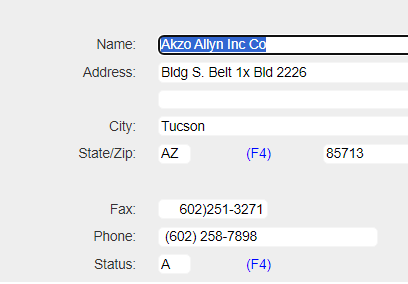 Name: Akzo Allyn Inc Co
Address: Bldg S. Belt 1x Bld 2226
City: Tucson
State/Zip: AZ (F4) 85713
Fax: 602)251-3271
Phone: (602) 258-7898
Status: A (F4)